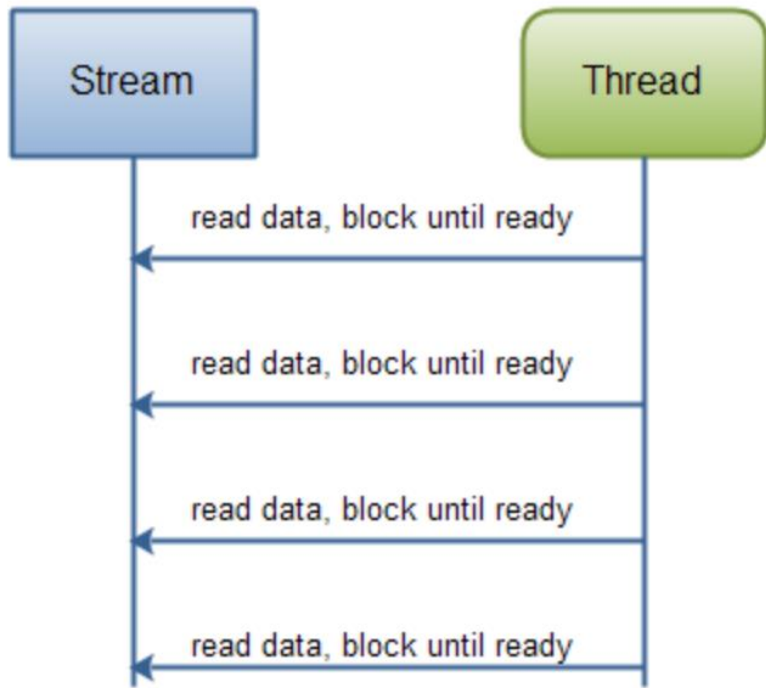 Stream
Thread
read data, block until ready
read data, block until ready
read data, block until ready
read data, block until ready